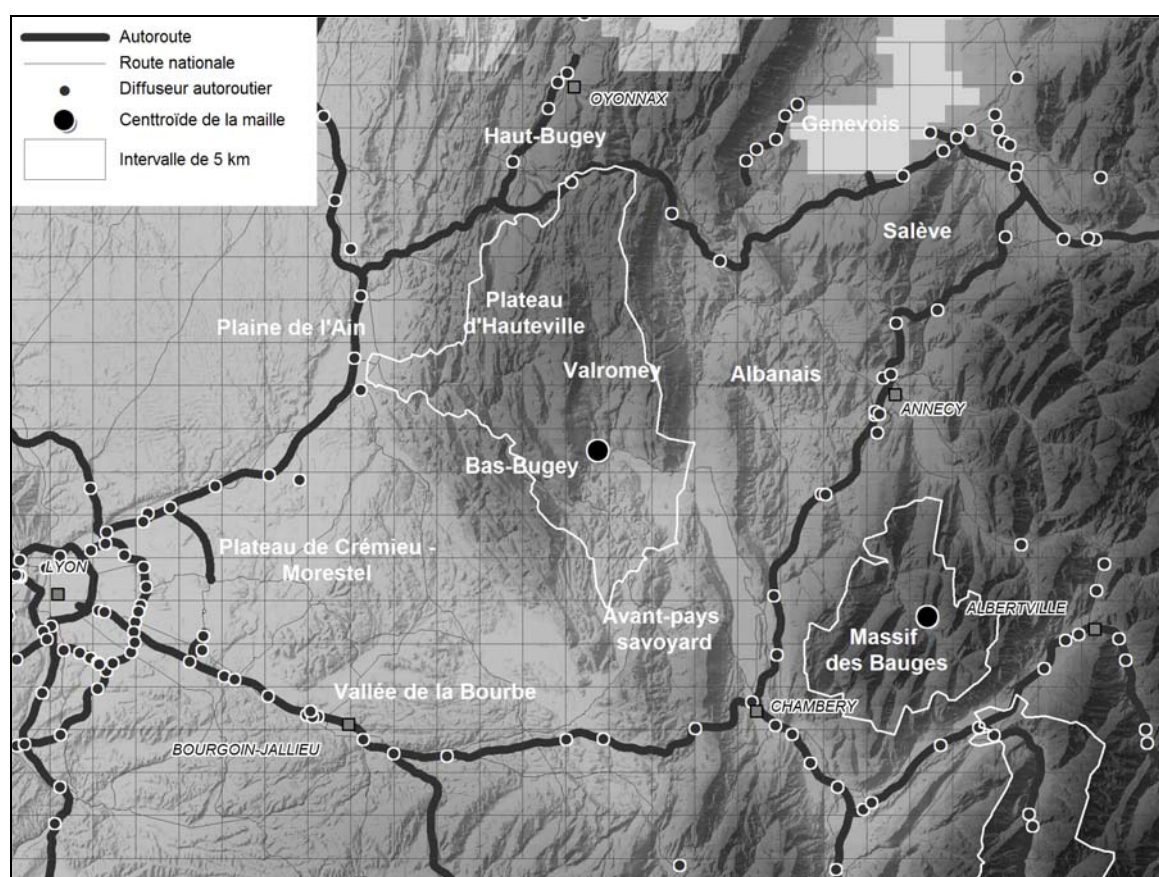 Autoroute
Route nationale
Diffuseur autoroutier
Centtroïde de la maille
Intervalle de 5 km
OYONNAX
Haut-Bugey
Genevois
Salève
Plateau
d'Hauteville
Plaine de l'Ain
Valromey
Albanais
ANNECY
Bas-Bugey
Plateau de Crémieu -
Morestel
LYON
Avant-pays
savoyard
ALBERTVILLE
Massif
des Bauges
Vallée de la Bourbe
CHAMBERY
BOURGOIN-JALLIEU